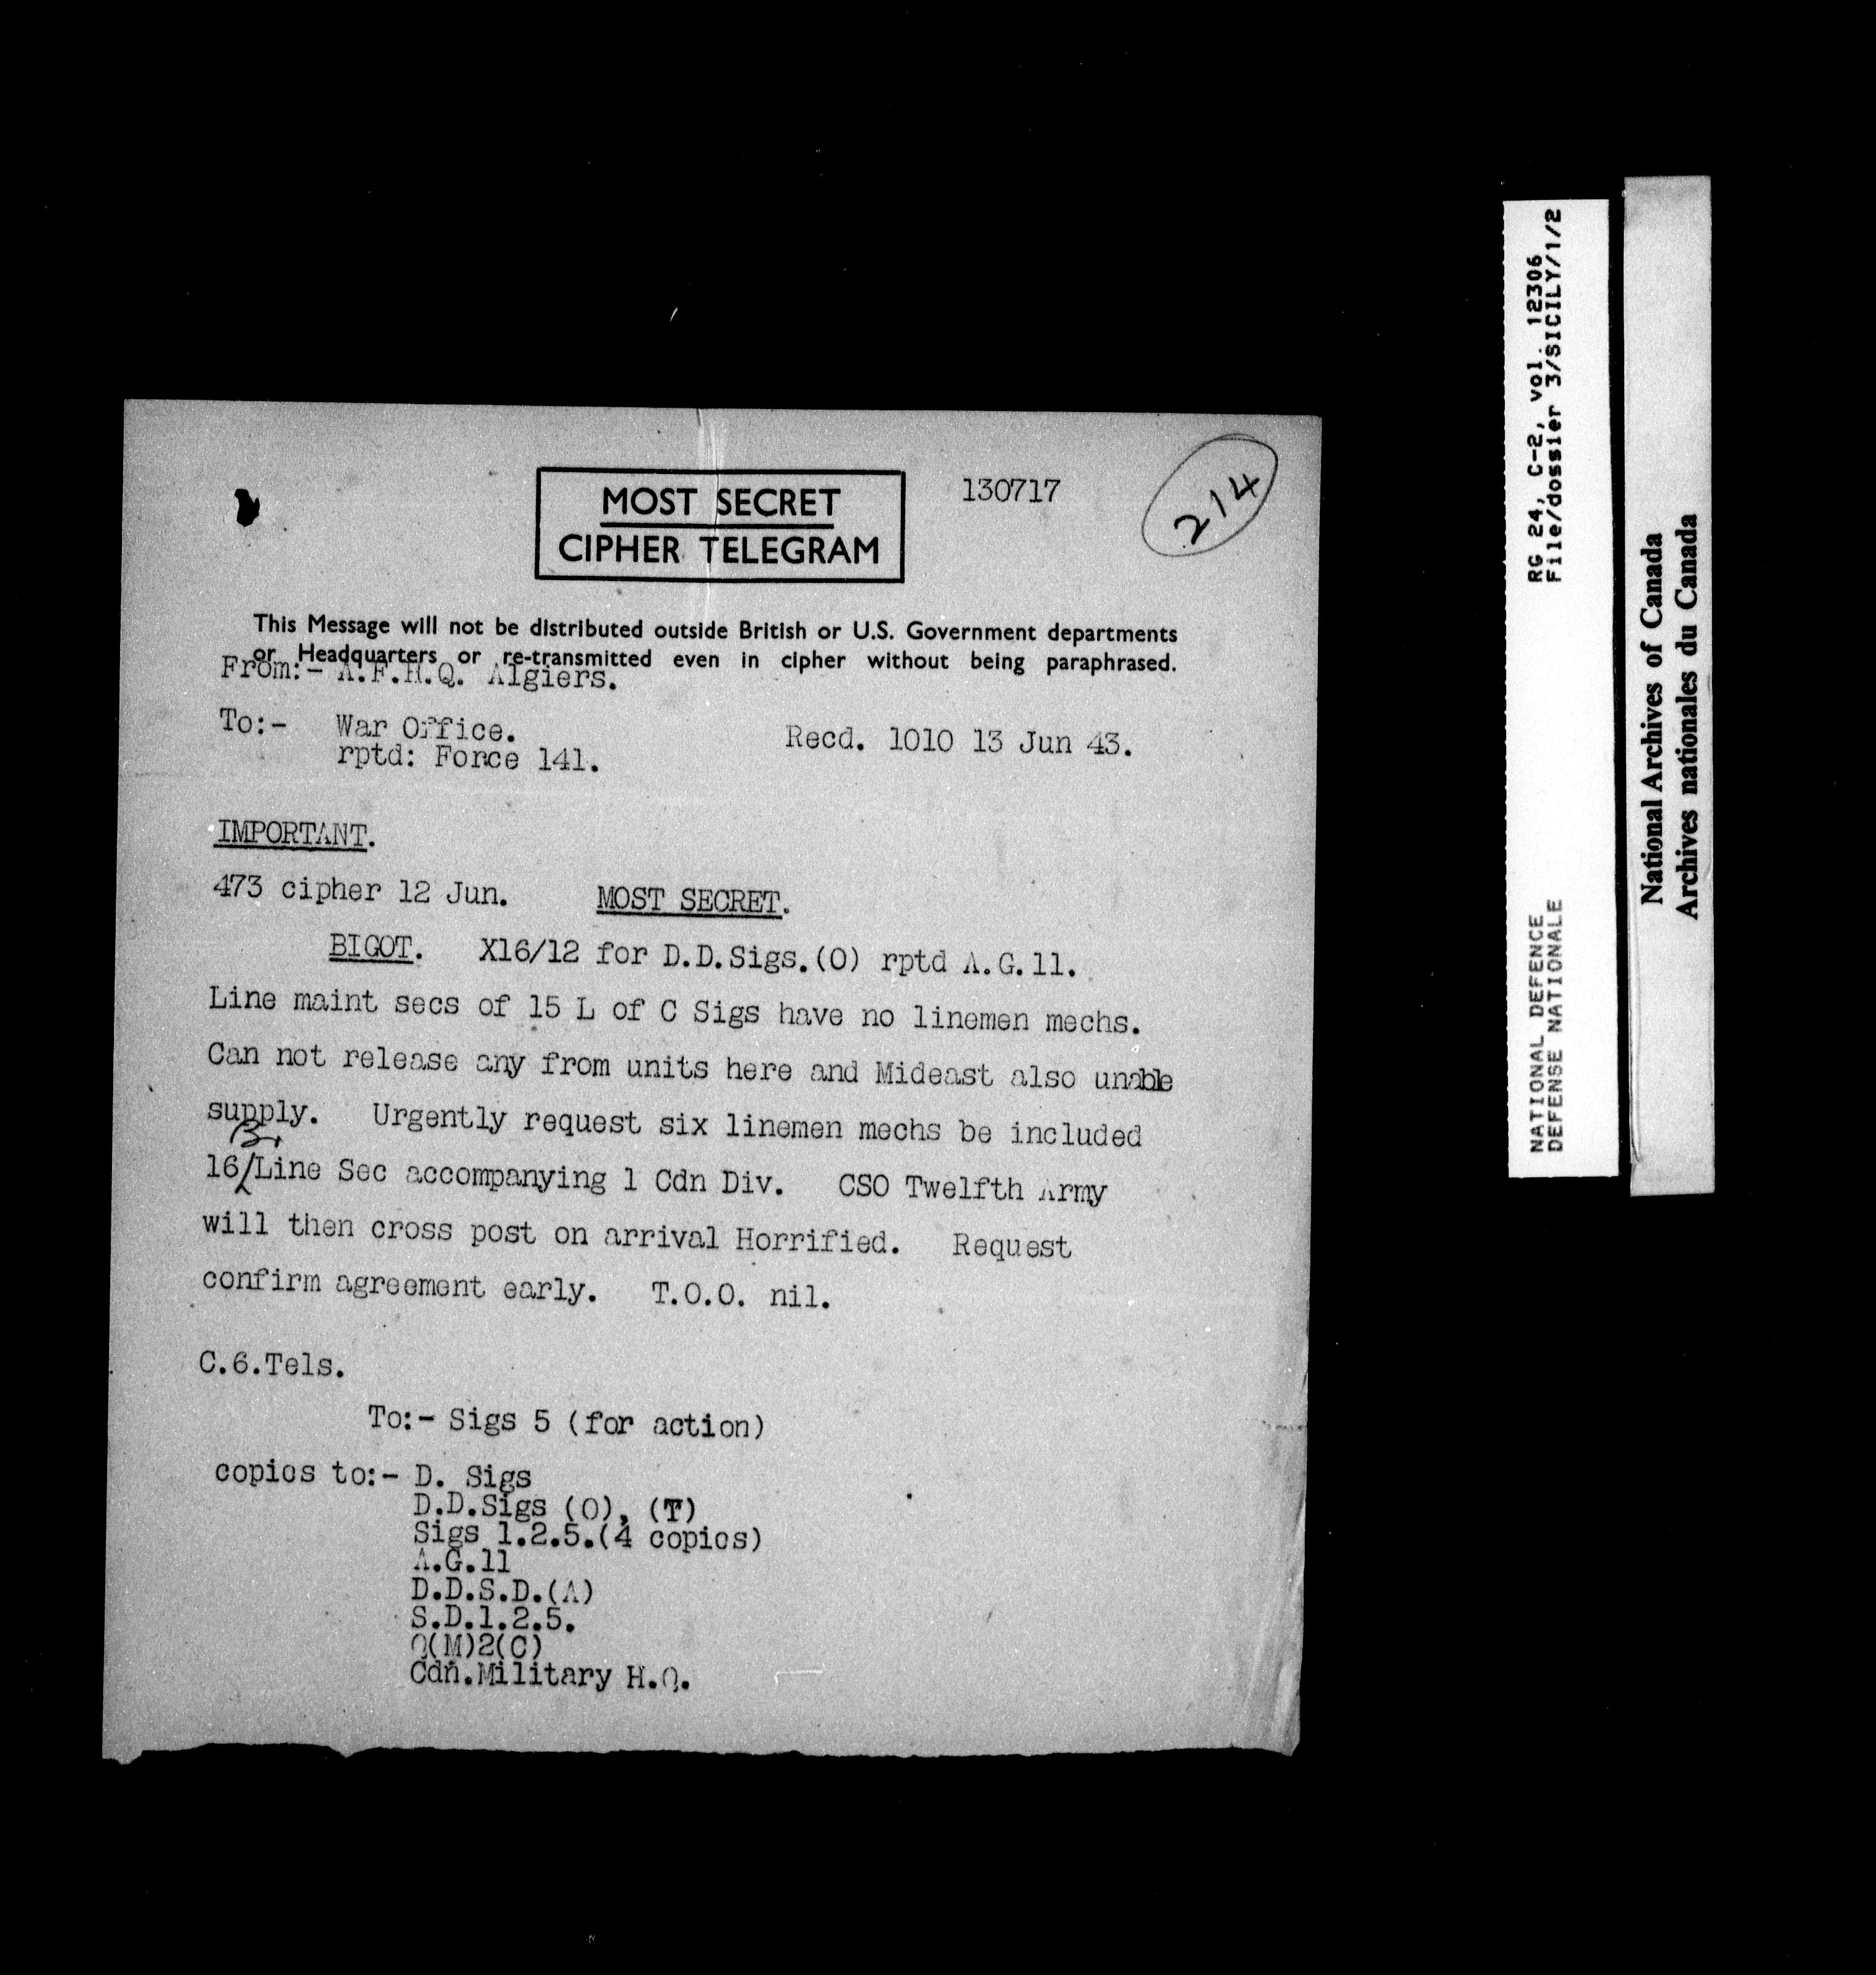 MOST SECRET
CIPHER TELEGRAM
130717
214
This Message will not be distributed outside British or U.S. Government departments
or Headquarters or re-transmitted even in cipher without being paraphrased.
From:- A.F.H.Q. Algiers.
To:- War Office.
rptd: Force 141.
Recd. 1010 13 Jun 43.
IMPORTANT.
473 cipher 12 Jun. MOST SECRET.
BIGOT. X16/12 for D.D.Sigs.(O) rptd A.G.11.
Line maint secs of 15 L of C Sigs have no linemen mechs.
Can not release any from units here and Mideast also unable
supply. Urgently request six linemen mechs be included
16/Line Sec accompanying 1 Cdn Div. CSO Twelfth Army
will then cross post on arrival Horrified. Request
confirm agreement early. T.O.O. nil.
C.6.Tels.
To:- Sigs 5 (for action)
copies to:- D. Sigs
D.D.Sigs (O), (T)
Sigs 1.2.5.(4 copies)
A.G.11
D.D.S.D.(A)
S.D.1.2.5.
Q(M)2(C)
Cdn.Military H.Q.
RG 24, C-2, vol. 12306
File/dossier 3/SICILY/1/2
NATIONAL DEFENCE
DEFENSE NATIONALE
National Archives of Canada
Archives nationales du Canada